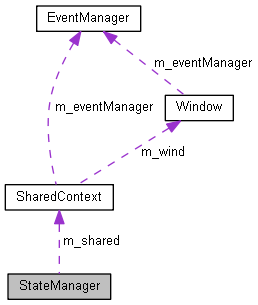 EventManager
m_eventManager
m_eventManager
Window
m_wind
SharedContext
m_shared
StateManager